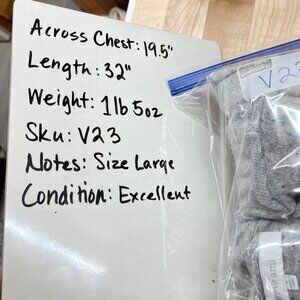 Across Chest: 19.5"
Length: 32"
Weight: 1lb 5oz
Sku: V23
Notes: Size Large
Condition: Excellent
V23